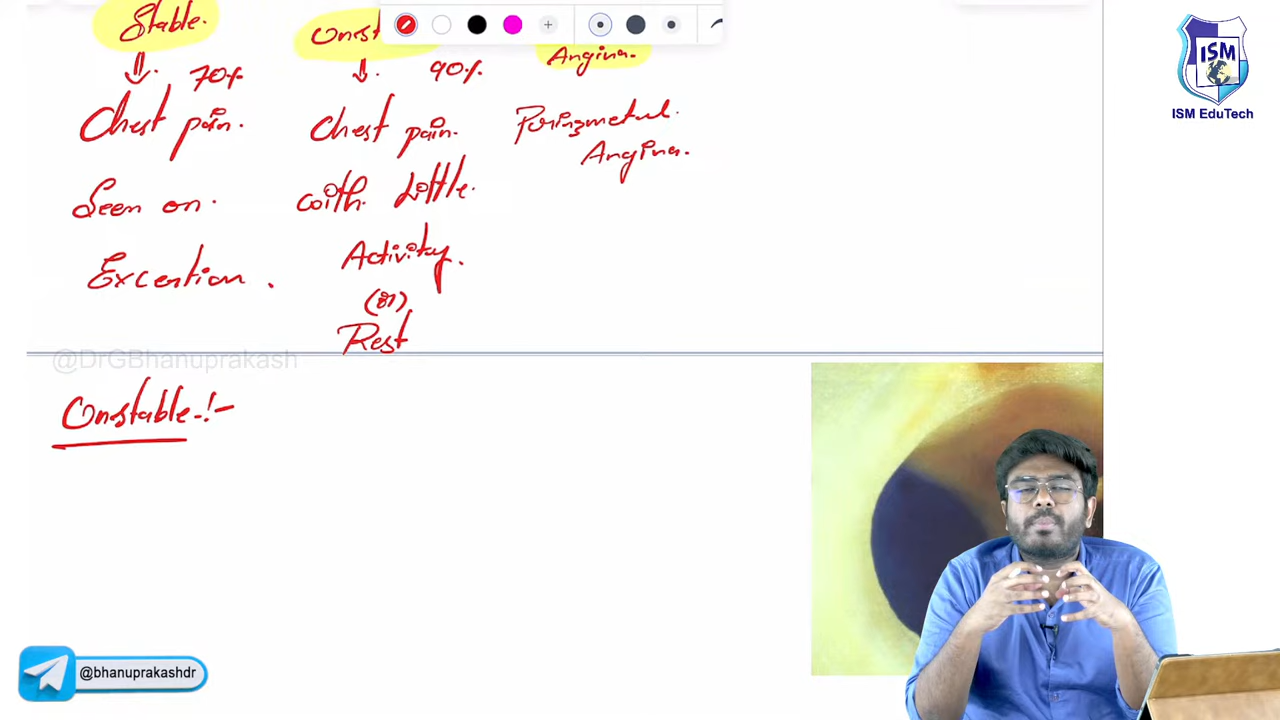 Stable.
70%
Chest pain.
Seen on.
Excertion.
Unst
90%
Chest pain.
with Little.
Activity.
(or)
Rest
Angina.
Prinzmetal.
Angina.
@DrGBhanuprakash
Unstable-!-
ISM
ISM EduTech
@bhanuprakashdr